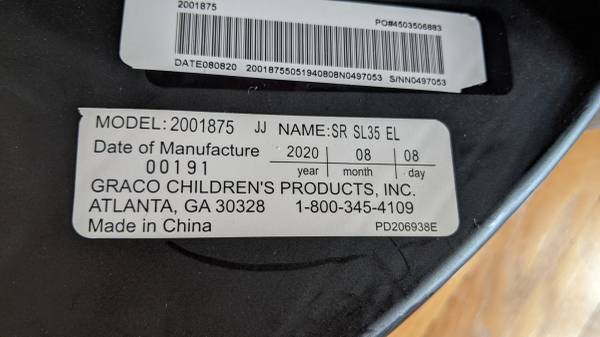 2001875 PO#4503506883
DATE080820 20018755051940808N0497053 S/NN0497053
MODEL: 2001875 JJ NAME: SR SL35 EL
Date of Manufacture 2020 08 08
00191 year month day
GRACO CHILDREN'S PRODUCTS, INC.
ATLANTA, GA 30328 1-800-345-4109
Made in China PD206938E